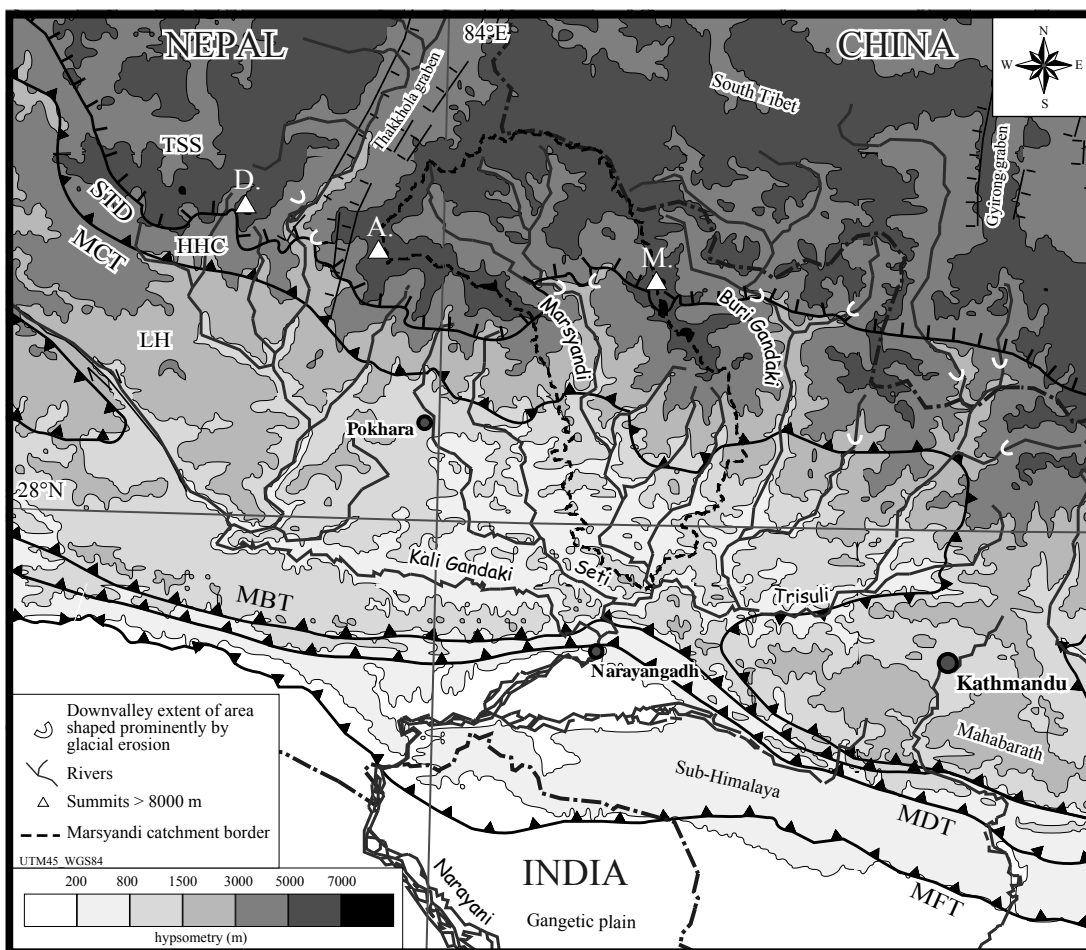 NEPAL
84°E
CHINA
N
W
E
S
Thakkhola graben
South Tibet
Gyirong graben
TSS
D.
STD
A.
MCT
HHC
M.
Marsyandi
Buri Gandaki
LH
Pokhara
28°N
Kali Gandaki
Seti
Trisuli
MBT
Narayangadh
Kathmandu
Mahabarath
Sub-Himalaya
MDT
MFT
INDIA
Narayani
Gangetic plain
Downvalley extent of area
shaped prominently by
glacial erosion
Rivers
Summits > 8000 m
Marsyandi catchment border
UTM45_WGS84
200 800 1500 3000 5000 7000
hypsometry (m)